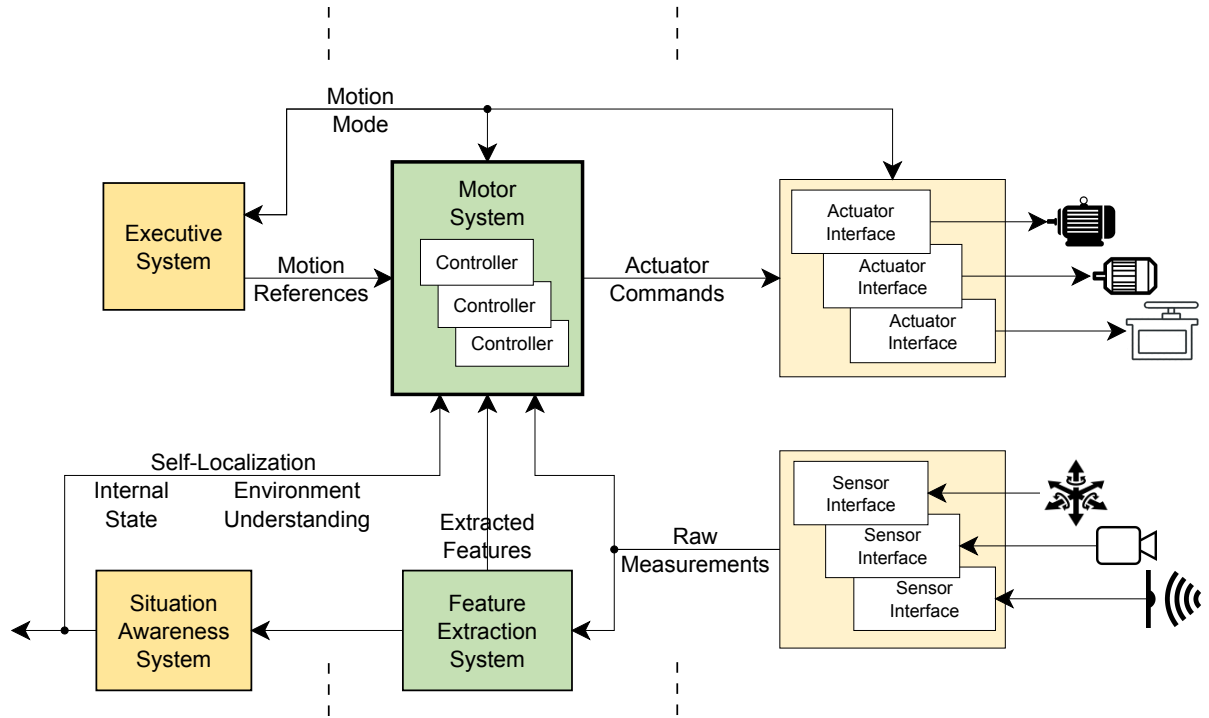 Motion
Mode
Executive
System
Motion
References
Motor
System
Controller
Controller
Controller
Actuator
Commands
Actuator
Interface
Actuator
Interface
Actuator
Interface
Self-Localization
Internal
State
Environment
Understanding
Extracted
Features
Raw
Measurements
Sensor
Interface
Sensor
Interface
Sensor
Interface
Situation
Awareness
System
Feature
Extraction
System